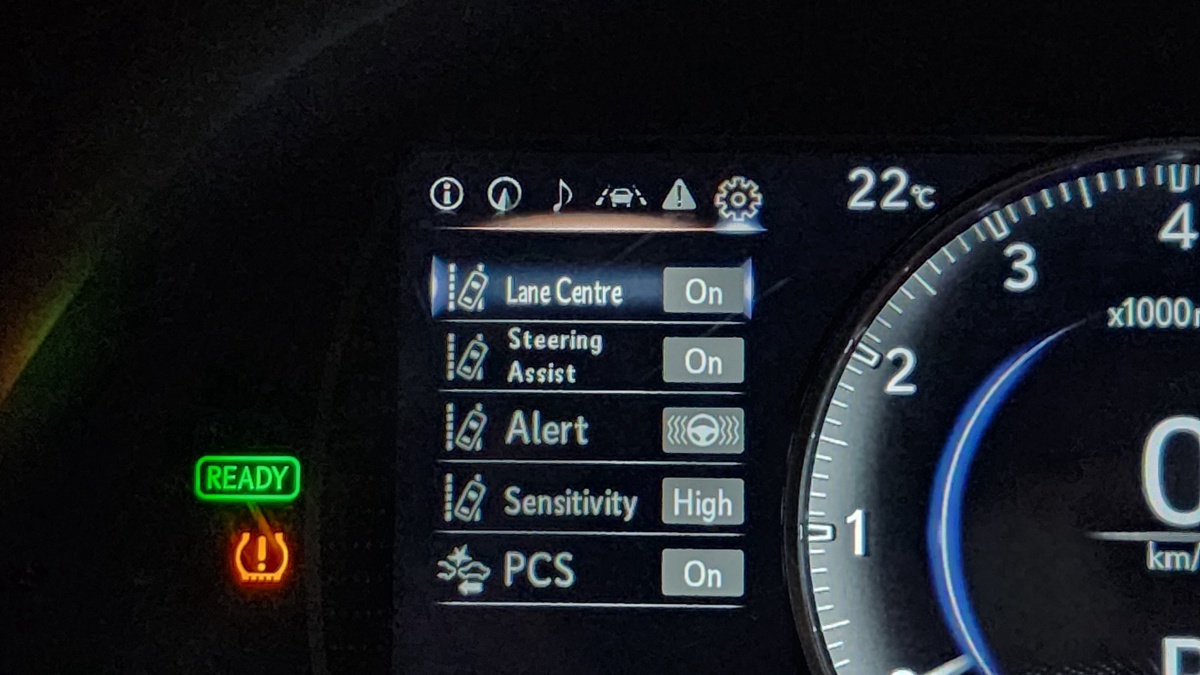 22°C
Lane Centre On
Steering
Assist On
Alert
Sensitivity High
PCS On
READY
4
3
x1000r
2
1
0
km/